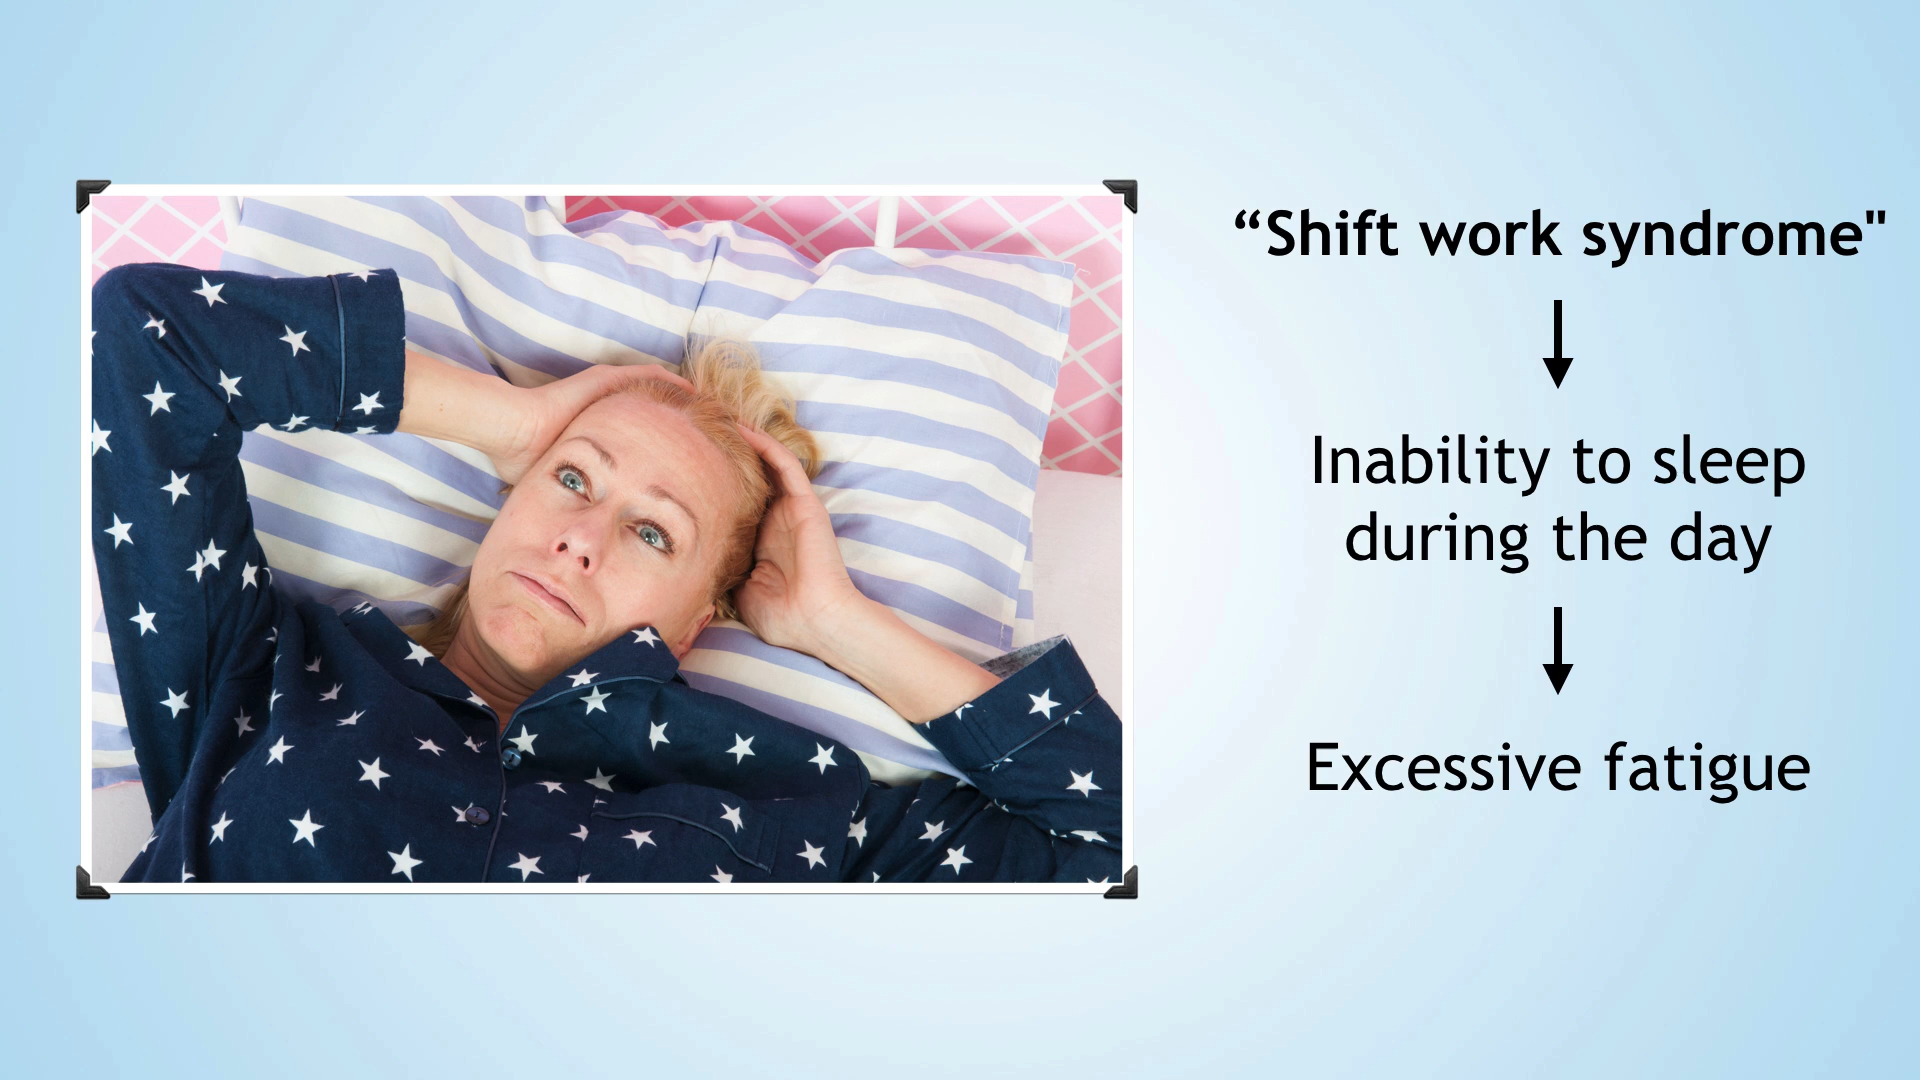 “Shift work syndrome"
Inability to sleep
during the day
Excessive fatigue